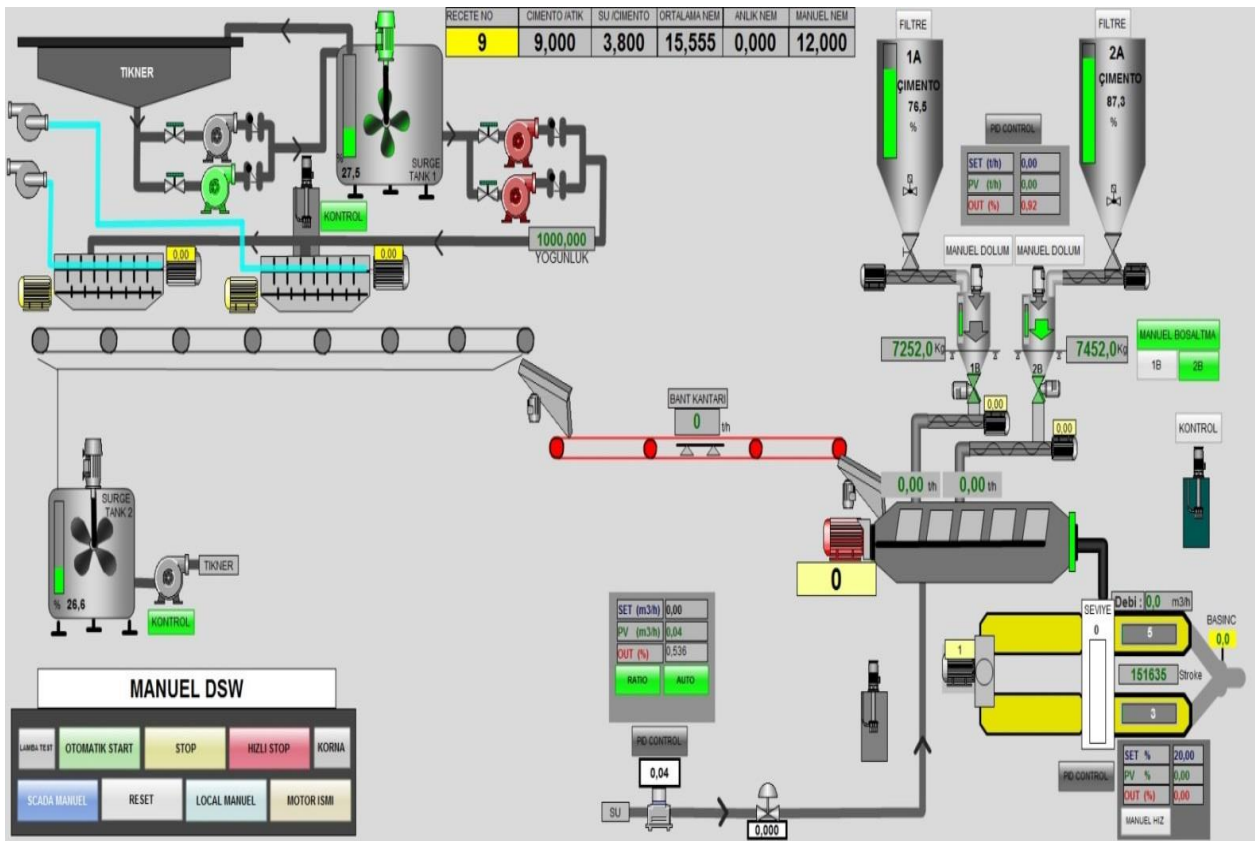 RECETE NO
CIMENTO /ATIK
SU /CIMENTO
ORTALAMA NEM
ANLIK NEM
MANUEL NEM
9
9,000
3,800
15,555
0,000
12,000
TIKNER
%
27,5
SURGE
TANK 1
KONTROL
1000,000
YOGUNLUK
0,00
0,00
FILTRE
1A
ÇIMENTO
76,5
%
FILTRE
2A
ÇIMENTO
87,3
%
PID CONTROL
SET (t/h) 0,00
PV (t/h) 0,00
OUT (%) 0,92
MANUEL DOLUM
MANUEL DOLUM
7252,0 Kg
7452,0 Kg
1B
2B
MANUEL BOSALTMA
1B
2B
0,00
0,00
KONTROL
BANT KANTARI
0 t/h
0,00 t/h
0,00 t/h
0
SURGE
TANK 2
% 26,6
TIKNER
KONTROL
SET (m3/h) 0,00
PV (m3/h) 0,04
OUT (%) 0,536
RATIO
AUTO
PID CONTROL
0,04
SU
0,000
SEVIYE
0
Debi : 0,0 m3/h
BASINC
0,0
1
5
151635 Stroke
3
PID CONTROL
SET % 20,00
PV % 0,00
OUT (%) 0,00
MANUEL HIZ
MANUEL DSW
LAMBA TEST
OTOMATIK START
STOP
HIZLI STOP
KORNA
SCADA MANUEL
RESET
LOCAL MANUEL
MOTOR ISMI